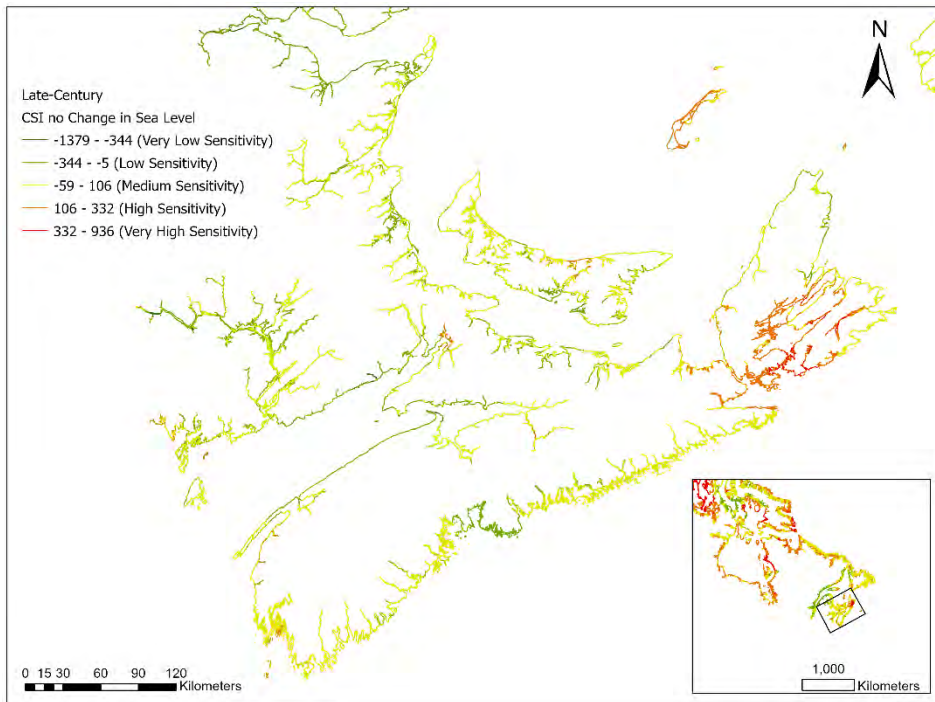 N
Late-Century
CSI no Change in Sea Level
-1379 - -344 (Very Low Sensitivity)
-344 - -5 (Low Sensitivity)
-59 - 106 (Medium Sensitivity)
106 - 332 (High Sensitivity)
332 - 936 (Very High Sensitivity)
0 15 30 60 90 120
Kilometers
1,000
Kilometers